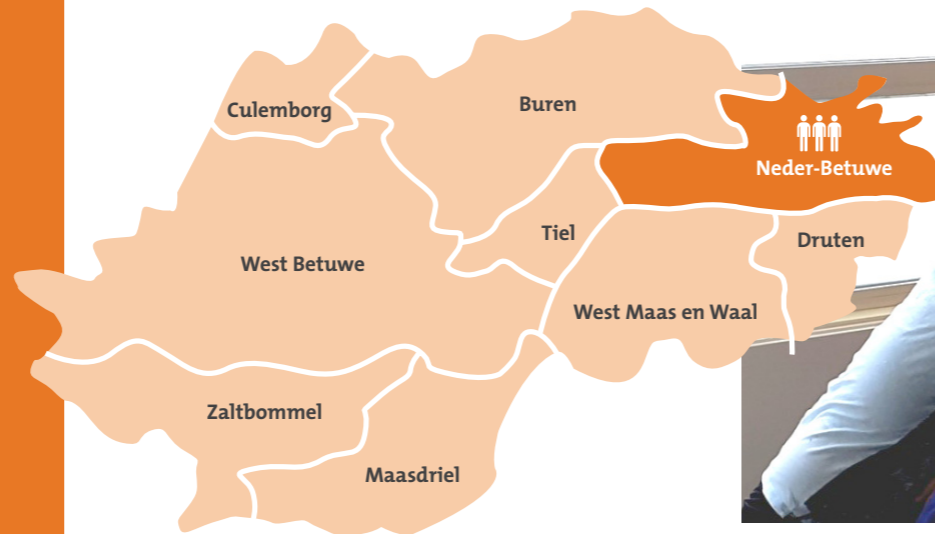 Culemborg
Buren
Neder-Betuwe
Tiel
Druten
West Betuwe
West Maas en Waal
Zaltbommel
Maasdriel